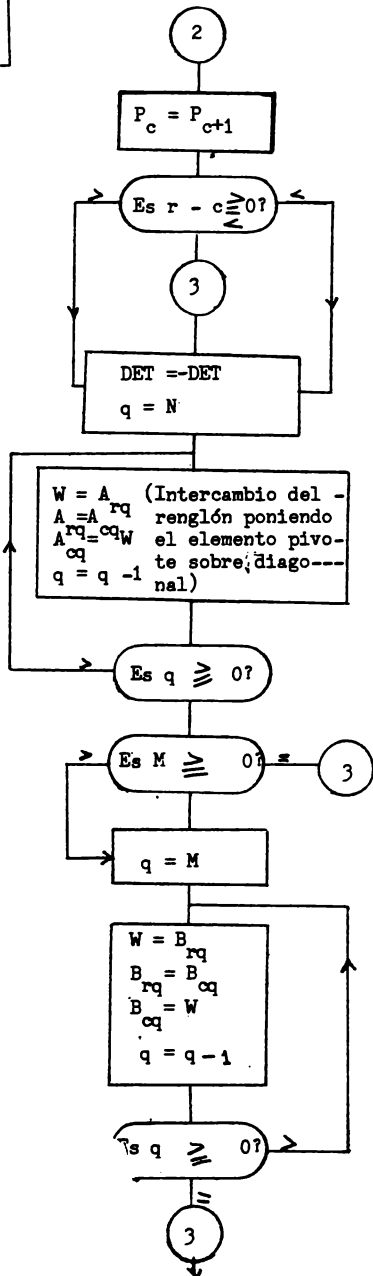 2
P_c = P_c+1
> Es r - c ≧≤ 0? <
3
DET =-DET
q = N
W = A_rq (Intercambio del -
A_rq = A_cq renglón poniendo
A_cq = W el elemento pivo-
q = q -1 te sobre diago---
nal)
> Es q ≧ 0?
> Es M ≧ 0? =
3
q = M
W = B_rq
B_rq = B_cq
B_cq = W
q = q-1
Es q ≧ 0? >
=
3